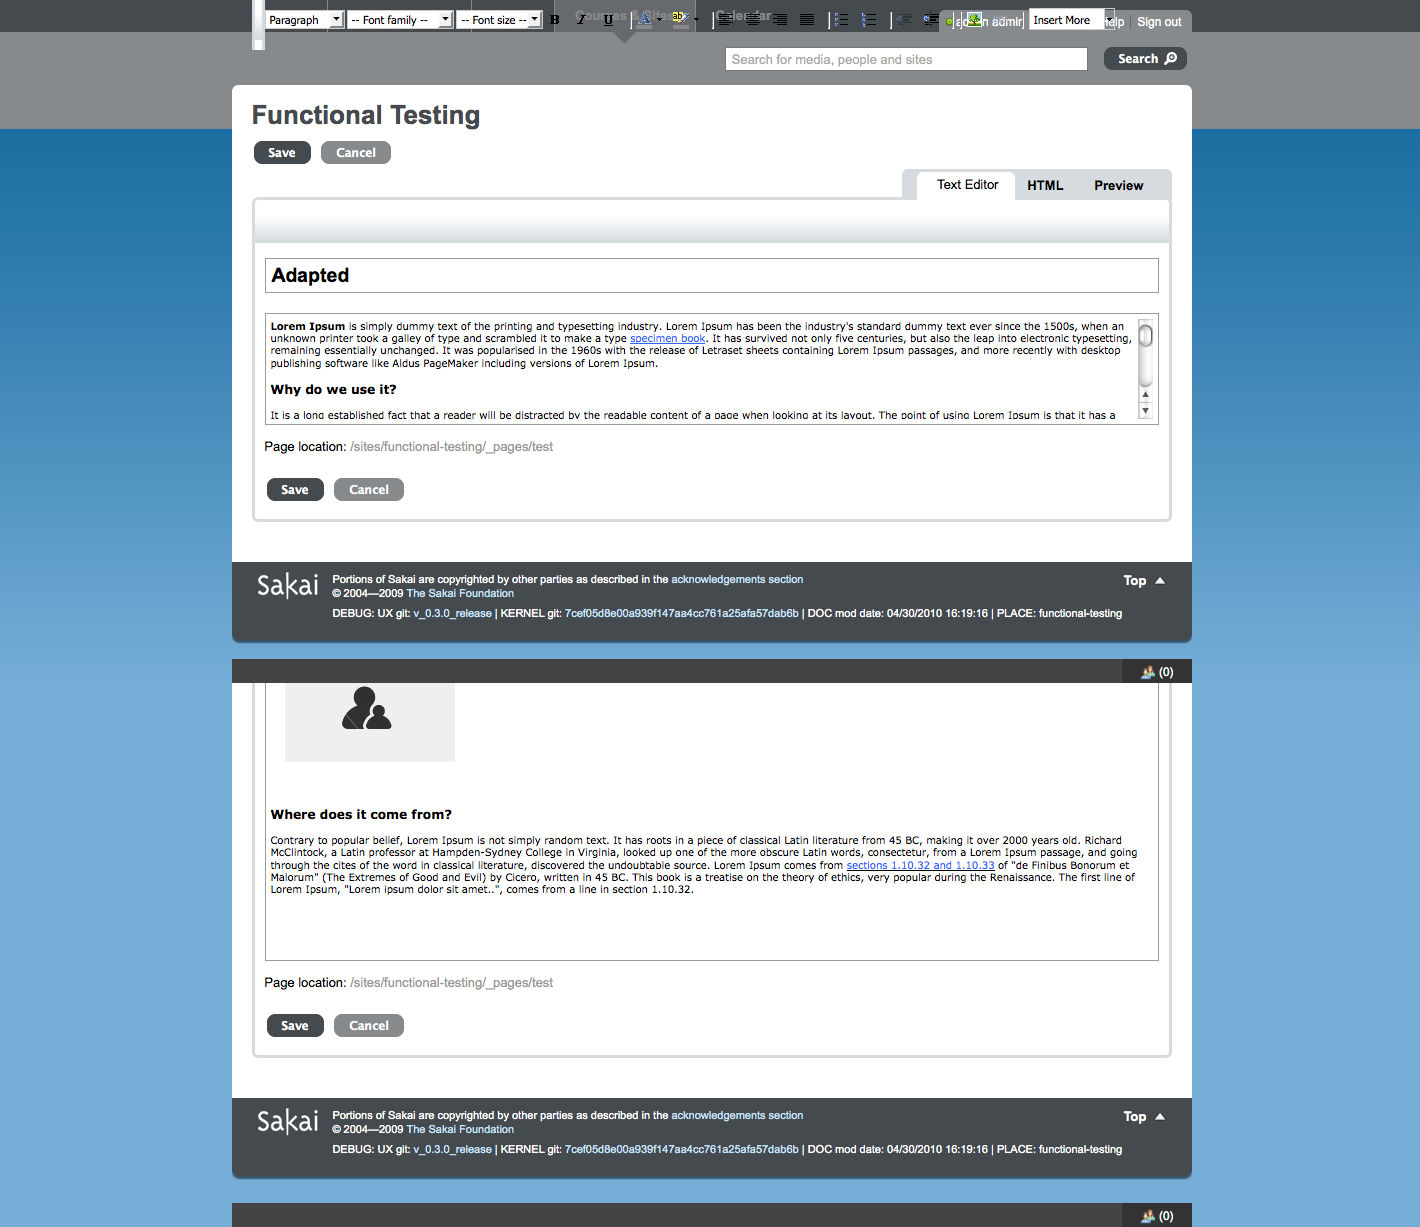 Paragraph -- Font family -- -- Font size -- B I U Courses & Sites Calendar Insert More Help Sign out
Search for media, people and sites Search
Functional Testing
Save Cancel
Text Editor HTML Preview
Adapted
Lorem Ipsum is simply dummy text of the printing and typesetting industry. Lorem Ipsum has been the industry's standard dummy text ever since the 1500s, when an
unknown printer took a galley of type and scrambled it to make a type specimen book. It has survived not only five centuries, but also the leap into electronic typesetting,
remaining essentially unchanged. It was popularised in the 1960s with the release of Letraset sheets containing Lorem Ipsum passages, and more recently with desktop
publishing software like Aldus PageMaker including versions of Lorem Ipsum.
Why do we use it?
It is a long established fact that a reader will be distracted by the readable content of a page when looking at its layout. The point of using Lorem Ipsum is that it has a
Page location: /sites/functional-testing/_pages/test
Save Cancel
Sakai Portions of Sakai are copyrighted by other parties as described in the acknowledgements section Top
© 2004—2009 The Sakai Foundation
DEBUG: UX git: v_0.3.0_release | KERNEL git: 7cef05d8e00a939f147aa4cc761a25afa57dab6b | DOC mod date: 04/30/2010 16:19:16 | PLACE: functional-testing
(0)
Where does it come from?
Contrary to popular belief, Lorem Ipsum is not simply random text. It has roots in a piece of classical Latin literature from 45 BC, making it over 2000 years old. Richard
McClintock, a Latin professor at Hampden-Sydney College in Virginia, looked up one of the more obscure Latin words, consectetur, from a Lorem Ipsum passage, and going
through the cites of the word in classical literature, discovered the undoubtable source. Lorem Ipsum comes from sections 1.10.32 and 1.10.33 of "de Finibus Bonorum et
Malorum" (The Extremes of Good and Evil) by Cicero, written in 45 BC. This book is a treatise on the theory of ethics, very popular during the Renaissance. The first line of
Lorem Ipsum, "Lorem ipsum dolor sit amet..", comes from a line in section 1.10.32.
Page location: /sites/functional-testing/_pages/test
Save Cancel
Sakai Portions of Sakai are copyrighted by other parties as described in the acknowledgements section Top
© 2004—2009 The Sakai Foundation
DEBUG: UX git: v_0.3.0_release | KERNEL git: 7cef05d8e00a939f147aa4cc761a25afa57dab6b | DOC mod date: 04/30/2010 16:19:16 | PLACE: functional-testing
(0)